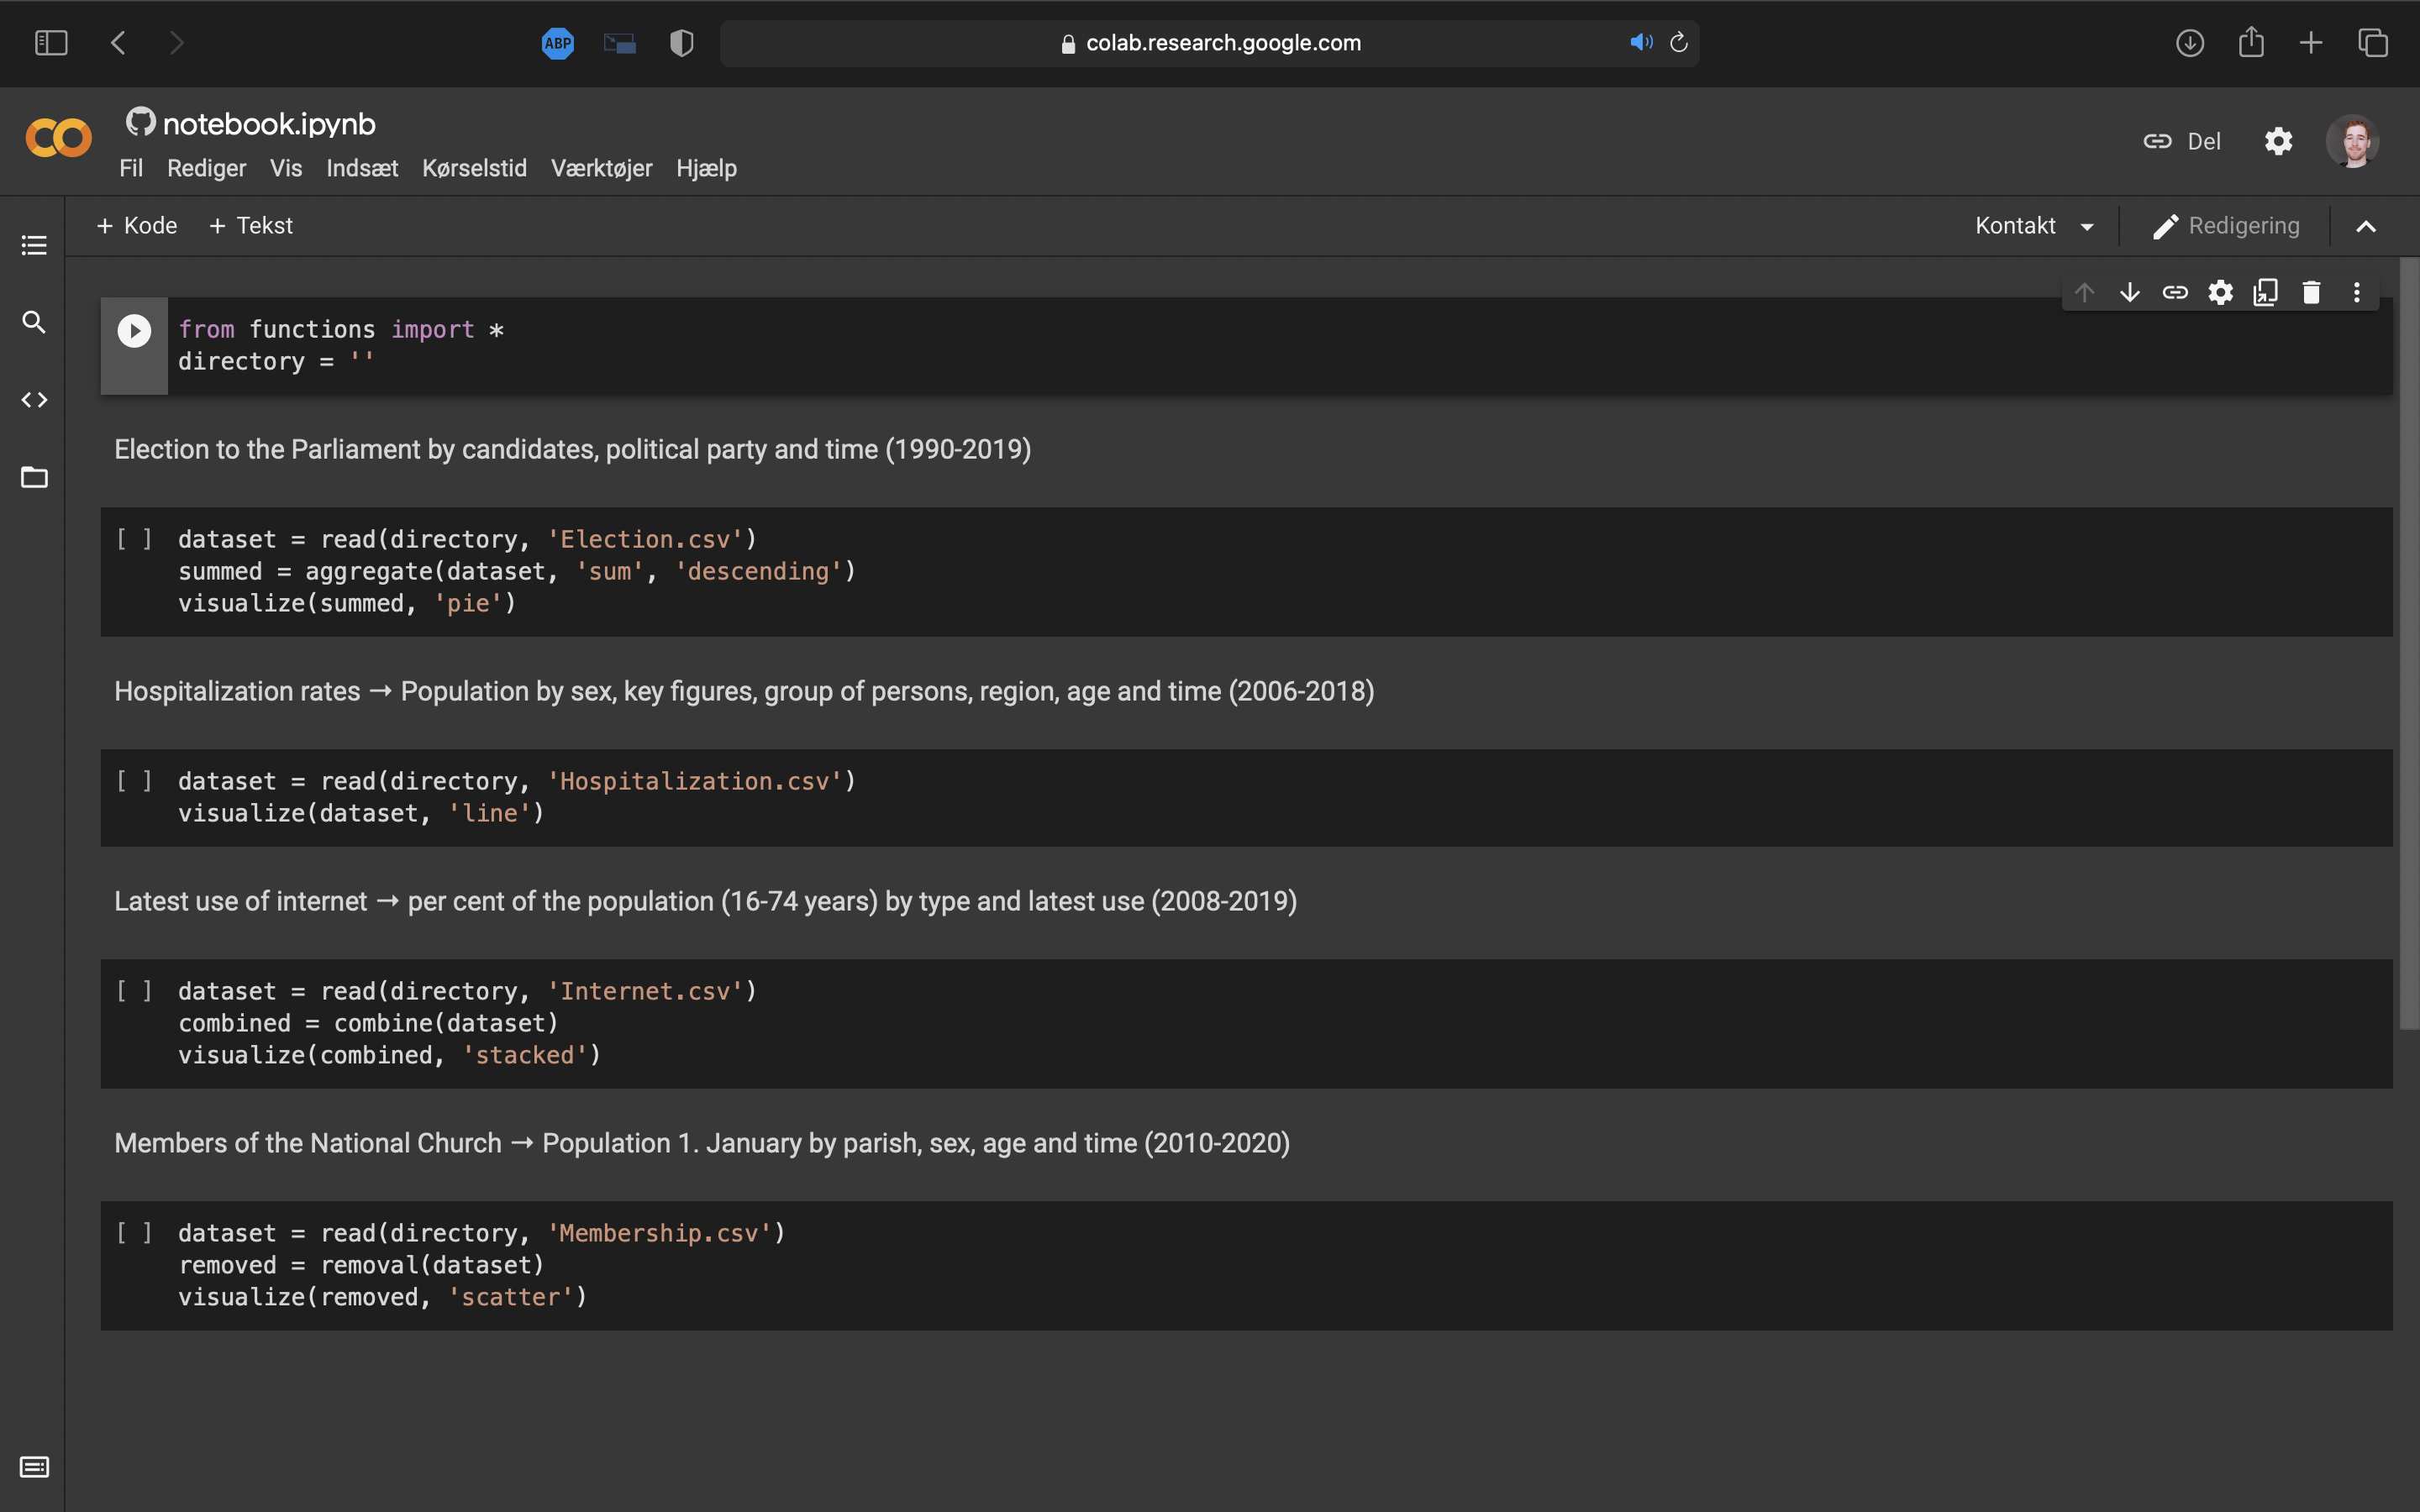 ABP
colab.research.google.com
notebook.ipynb
Fil Rediger Vis Indsæt Kørselstid Værktøjer Hjælp
Del
+ Kode + Tekst
Kontakt
Redigering
from functions import *
directory = ''
Election to the Parliament by candidates, political party and time (1990-2019)
[ ] dataset = read(directory, 'Election.csv')
summed = aggregate(dataset, 'sum', 'descending')
visualize(summed, 'pie')
Hospitalization rates → Population by sex, key figures, group of persons, region, age and time (2006-2018)
[ ] dataset = read(directory, 'Hospitalization.csv')
visualize(dataset, 'line')
Latest use of internet → per cent of the population (16-74 years) by type and latest use (2008-2019)
[ ] dataset = read(directory, 'Internet.csv')
combined = combine(dataset)
visualize(combined, 'stacked')
Members of the National Church → Population 1. January by parish, sex, age and time (2010-2020)
[ ] dataset = read(directory, 'Membership.csv')
removed = removal(dataset)
visualize(removed, 'scatter')